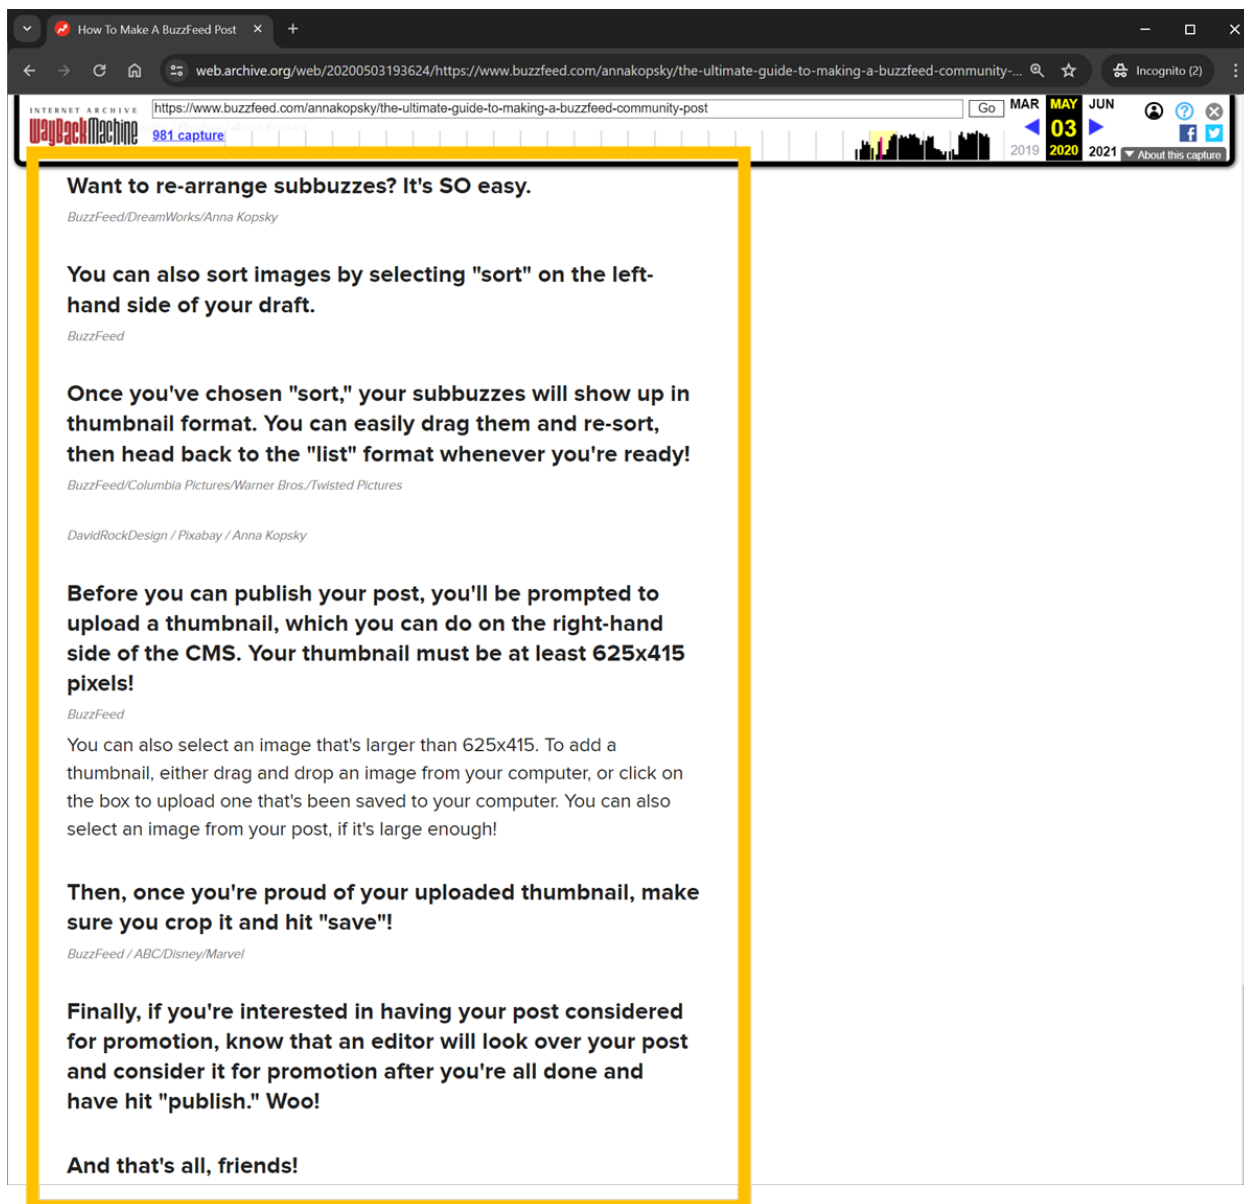 How To Make A BuzzFeed Post
web.archive.org/web/20200503193624/https://www.buzzfeed.com/annakopsky/the-ultimate-guide-to-making-a-buzzfeed-community-...
Incognito (2)
INTERNET ARCHIVE
WayBackMachine
https://www.buzzfeed.com/annakopsky/the-ultimate-guide-to-making-a-buzzfeed-community-post
Go
MAR MAY JUN
981 capture
03
2019 2020 2021
About this capture
Want to re-arrange subbuzzes? It's SO easy.
BuzzFeed/DreamWorks/Anna Kopsky
You can also sort images by selecting "sort" on the left-
hand side of your draft.
BuzzFeed
Once you've chosen "sort," your subbuzzes will show up in
thumbnail format. You can easily drag them and re-sort,
then head back to the "list" format whenever you're ready!
BuzzFeed/Columbia Pictures/Warner Bros./Twisted Pictures
DavidRockDesign / Pixabay / Anna Kopsky
Before you can publish your post, you'll be prompted to
upload a thumbnail, which you can do on the right-hand
side of the CMS. Your thumbnail must be at least 625x415
pixels!
BuzzFeed
You can also select an image that's larger than 625x415. To add a
thumbnail, either drag and drop an image from your computer, or click on
the box to upload one that's been saved to your computer. You can also
select an image from your post, if it's large enough!
Then, once you're proud of your uploaded thumbnail, make
sure you crop it and hit "save"!
BuzzFeed / ABC/Disney/Marvel
Finally, if you're interested in having your post considered
for promotion, know that an editor will look over your post
and consider it for promotion after you're all done and
have hit "publish." Woo!
And that's all, friends!